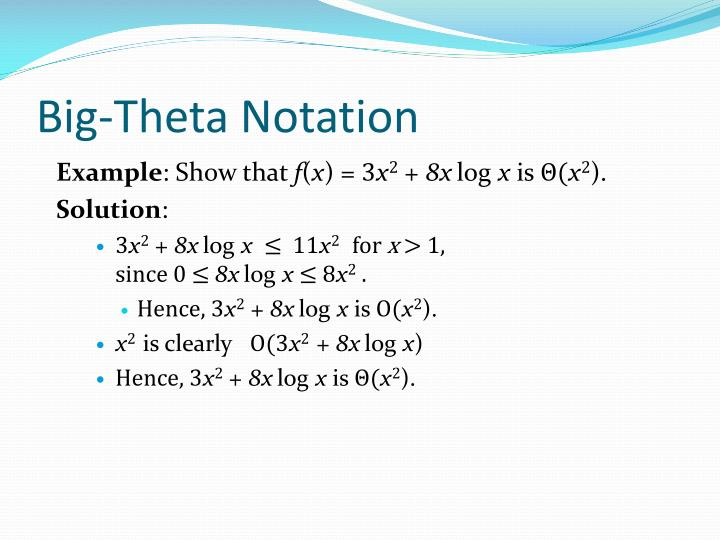 Big-Theta Notation
Example: Show that f(x) = 3x² + 8x log x is Θ(x²).
Solution:
• 3x² + 8x log x ≤ 11x² for x > 1,
since 0 ≤ 8x log x ≤ 8x² .
• Hence, 3x² + 8x log x is O(x²).
• x² is clearly O(3x² + 8x log x)
• Hence, 3x² + 8x log x is Θ(x²).